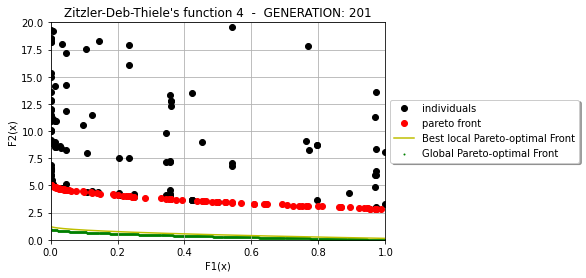 Zitzler-Deb-Thiele's function 4 - GENERATION: 201
20.0
17.5
15.0
12.5
10.0
7.5
5.0
2.5
0.0
F2(x)
0.0 0.2 0.4 0.6 0.8 1.0
F1(x)
individuals
pareto front
Best local Pareto-optimal Front
Global Pareto-optimal Front